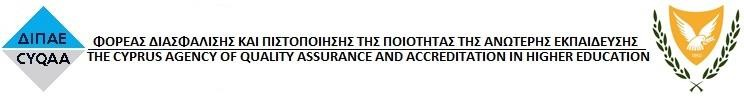 ΔΙΠΑΕ
CYQAA
ΦΟΡΕΑΣ ΔΙΑΣΦΑΛΙΣΗΣ ΚΑΙ ΠΙΣΤΟΠΟΙΗΣΗΣ ΤΗΣ ΠΟΙΟΤΗΤΑΣ ΤΗΣ ΑΝΩΤΕΡΗΣ ΕΚΠΑΙΔΕΥΣΗΣ
THE CYPRUS AGENCY OF QUALITY ASSURANCE AND ACCREDITATION IN HIGHER EDUCATION